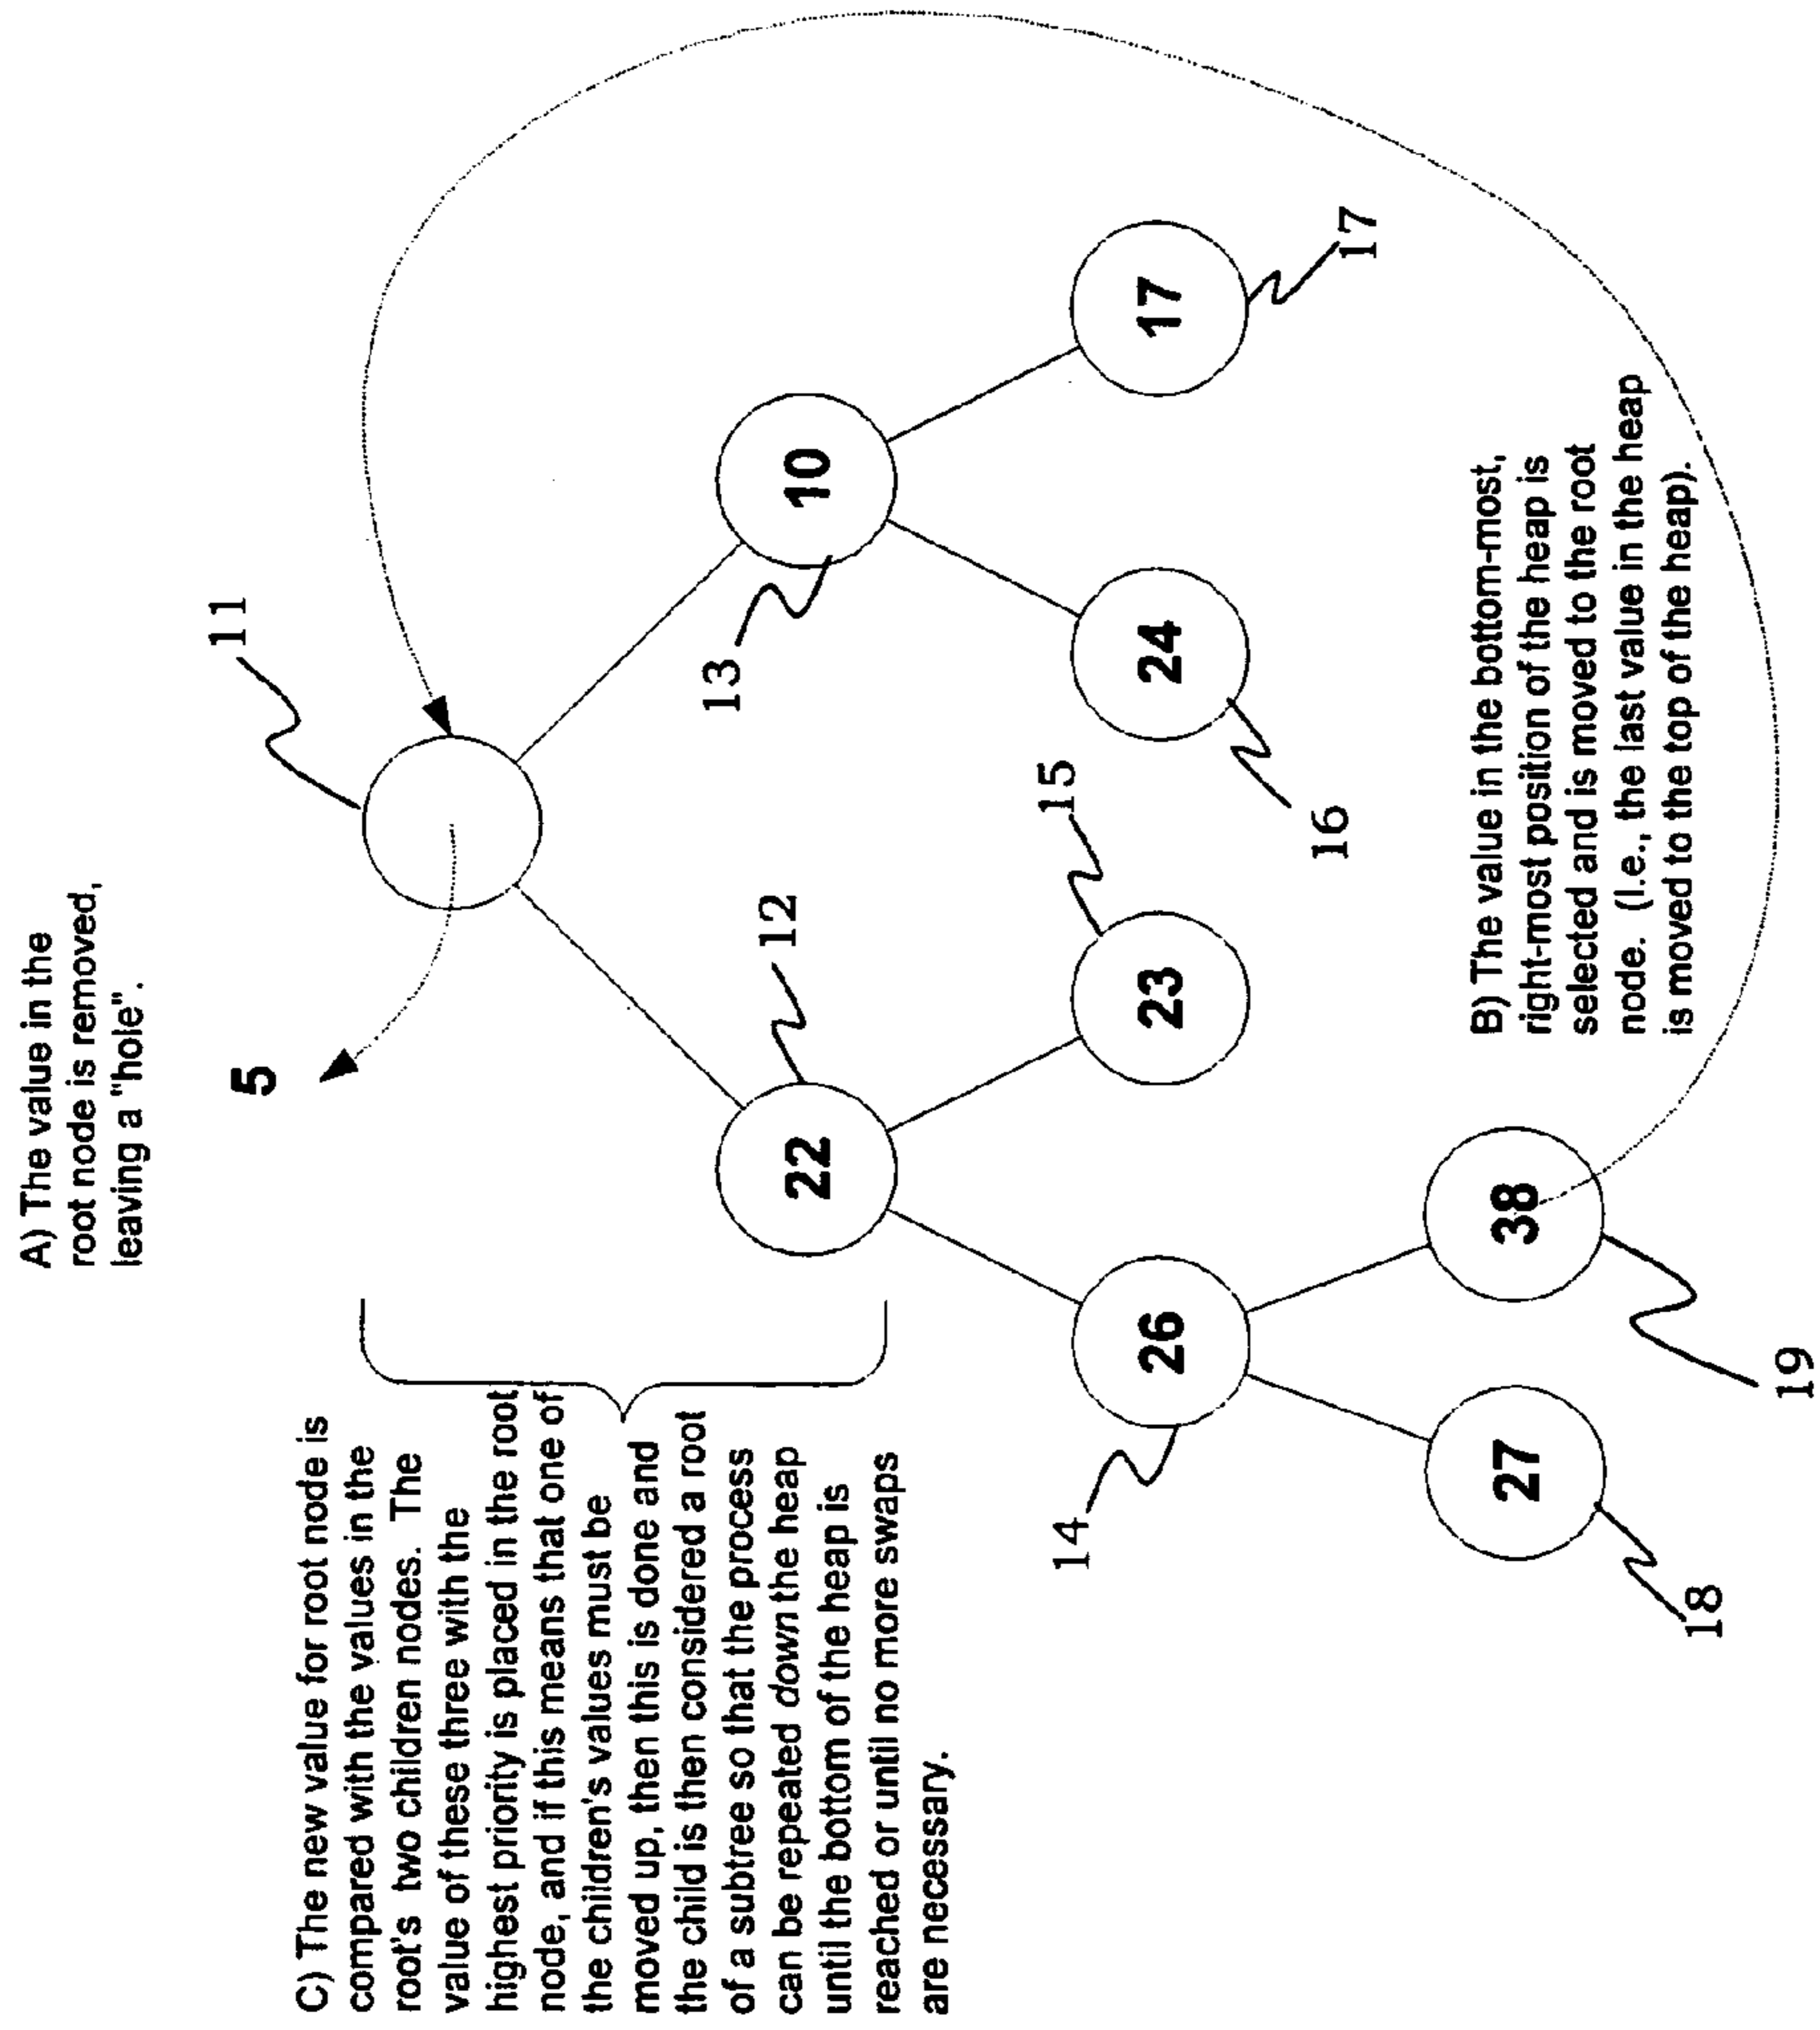 A) The value in the
root node is removed,
leaving a "hole".
5
11
C) The new value for root node is
compared with the values in the
root's two children nodes. The
value of these three with the
highest priority is placed in the root
node, and if this means that one of
the children's values must be
moved up, then this is done and
the child is then considered a root
of a subtree so that the process
can be repeated down the heap
until the bottom of the heap is
reached or until no more swaps
are necessary.
22
12
13
10
14
26
23
15
24
16
17
17
27
18
38
19
B) The value in the bottom-most,
right-most position of the heap is
selected and is moved to the root
node. (I.e., the last value in the heap
is moved to the top of the heap).